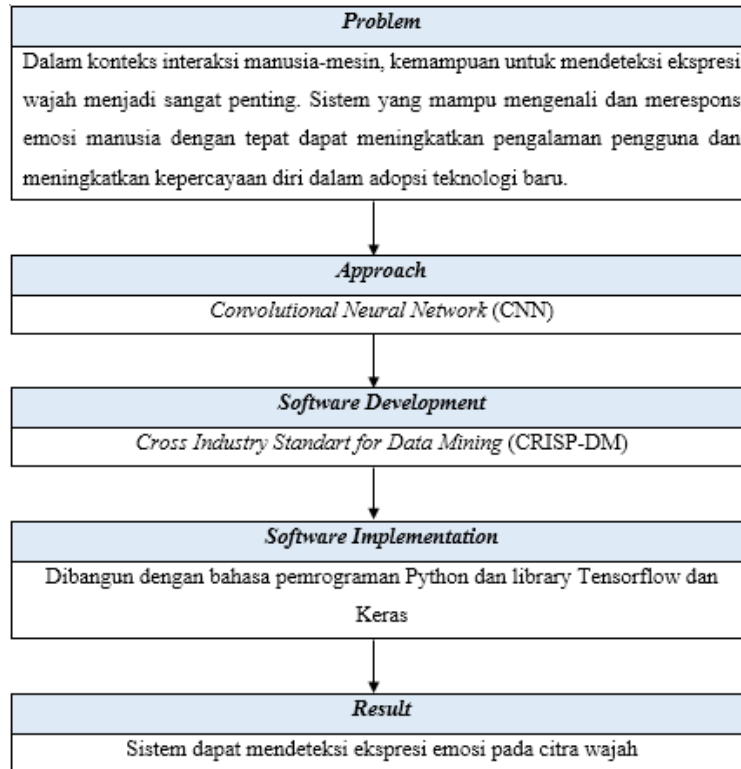 Problem
Dalam konteks interaksi manusia-mesin, kemampuan untuk mendeteksi ekspresi
wajah menjadi sangat penting. Sistem yang mampu mengenali dan merespons
emosi manusia dengan tepat dapat meningkatkan pengalaman pengguna dan
meningkatkan kepercayaan diri dalam adopsi teknologi baru.
Approach
Convolutional Neural Network (CNN)
Software Development
Cross Industry Standart for Data Mining (CRISP-DM)
Software Implementation
Dibangun dengan bahasa pemrograman Python dan library Tensorflow dan
Keras
Result
Sistem dapat mendeteksi ekspresi emosi pada citra wajah